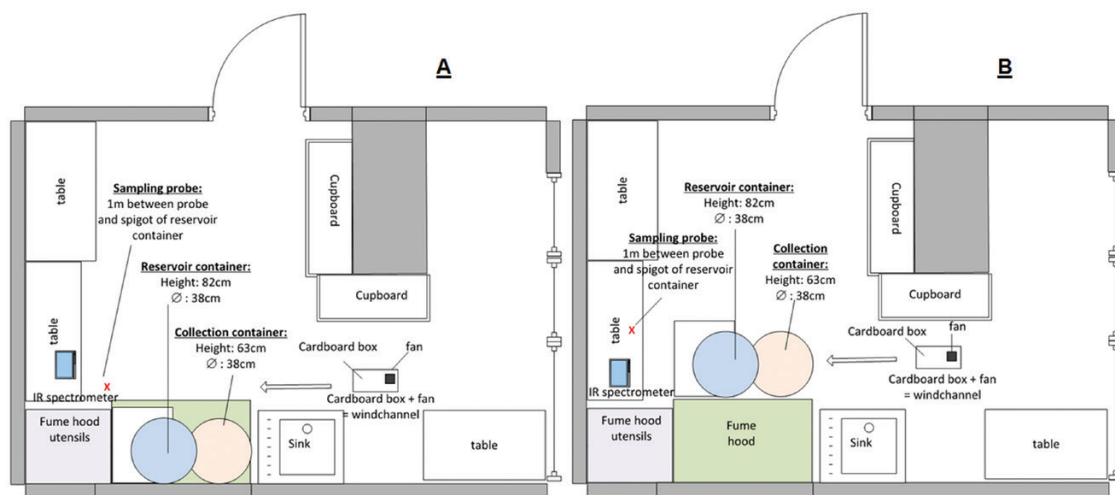 A
table
Sampling probe:
1m between probe
and spigot of reservoir
container
Reservoir container:
Height: 82cm
∅ : 38cm
Collection container:
Height: 63cm
∅ : 38cm
Cupboard
Cupboard
table
Cardboard box
fan
Cardboard box + fan
= windchannel
X
IR spectrometer
Fume hood
utensils
Sink
table
B
table
Reservoir container:
Height: 82cm
∅ : 38cm
Sampling probe:
1m between probe
and spigot of reservoir
container
Collection
container:
Height: 63cm
∅ : 38cm
Cupboard
Cupboard
table
X
Cardboard box
fan
Cardboard box + fan
= windchannel
IR spectrometer
Fume hood
utensils
Fume
hood
Sink
table